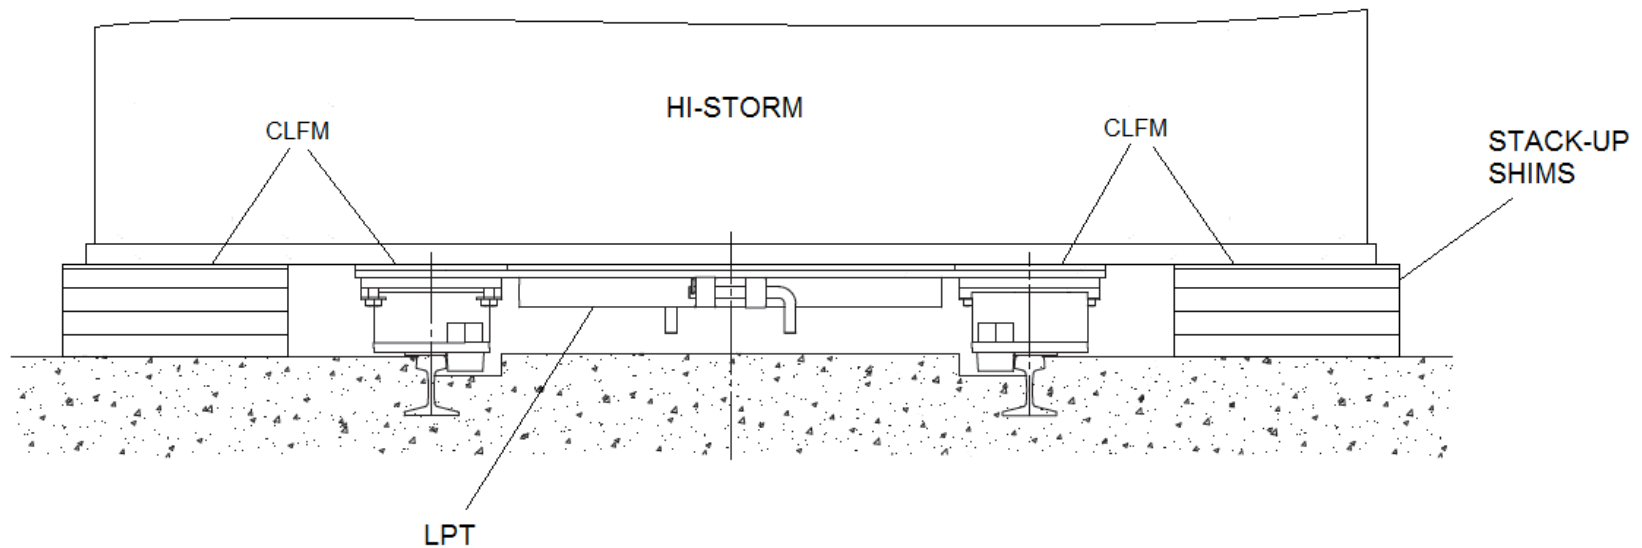 HI-STORM
CLFM
CLFM
STACK-UP
SHIMS
LPT